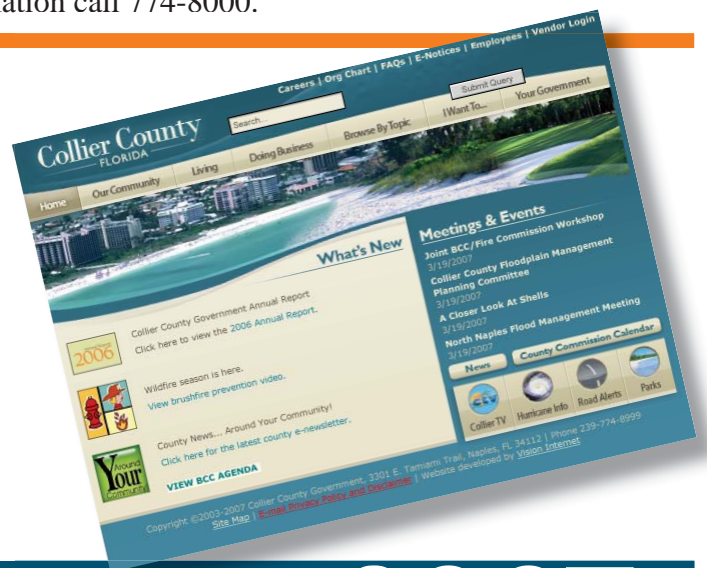 ation call 774-8000.
Careers | Org Chart | FAQs | E-Notices | Employees | Vendor Login
Collier County
FLORIDA
Search...
Submit Query
Home
Our Community
Living
Doing Business
Browse By Topic
I Want To...
Your Government
What's New
2006
Collier County Government Annual Report
Click here to view the 2006 Annual Report.
Wildfire season is here.
View brushfire prevention video.
Around
Your
Community
County News... Around Your Community!
Click here for the latest county e-newsletter.
VIEW BCC AGENDA
Meetings & Events
Joint BCC/Fire Commission Workshop
3/19/2007
Collier County Floodplain Management
Planning Committee
3/19/2007
A Closer Look At Shells
3/19/2007
North Naples Flood Management Meeting
3/19/2007
News
County Commission Calendar
ctv
Collier TV
Hurricane Info
Road Alerts
Parks
Copyright ©2003-2007 Collier County Government, 3301 E. Tamiami Trail, Naples, FL 34112 | Phone 239-774-8999
Site Map | E-mail Privacy Policy and Disclaimer | Website developed by Vision Internet